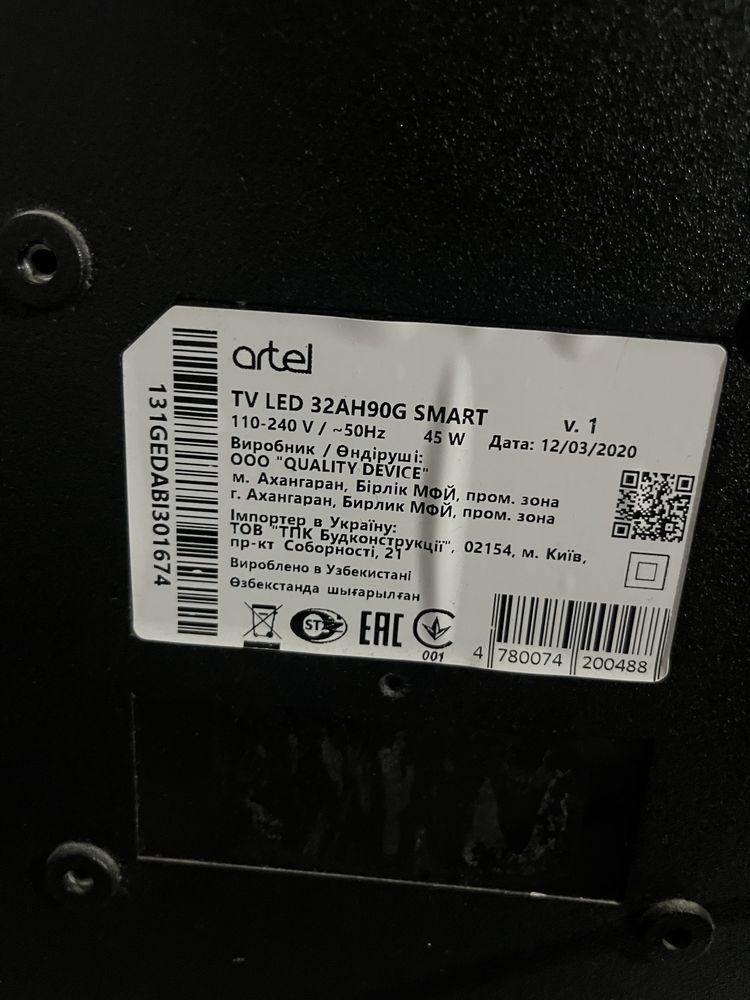 artel
TV LED 32AH90G SMART
v. 1
110-240 V / ~50Hz 45 W Дата: 12/03/2020
Виробник / Өндіруші:
ООО "QUALITY DEVICE"
м. Ахангаран, Бірлік МФЙ, пром. зона
г. Ахангаран, Бирлик МФЙ, пром. зона
Імпортер в Україну:
ТОВ "ТПК Будконструкції", 02154, м. Київ,
пр-кт Соборності, 21
Вироблено в Узбекистані
Өзбекстанда шығарылған
EAC
001
4 780074 200488
131GEDABI301674